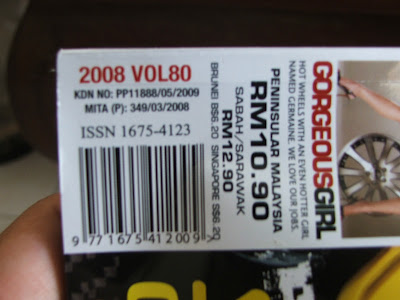 2008 VOL80
KDN NO: PP11888/05/2009
MITA (P): 349/03/2008
ISSN 1675-4123
9 771675 412009 >
BRUNEI B$6.20 SINGAPORE S$6.20
RM12.90
SABAH/SARAWAK
RM10.90
PENINSULAR MALAYSIA
GORGEOUSGIRL
HOT WHEELS WITH AN EVEN HOTTER GIRL
NAMED GERMAINE. WE LOVE OUR JOBS.